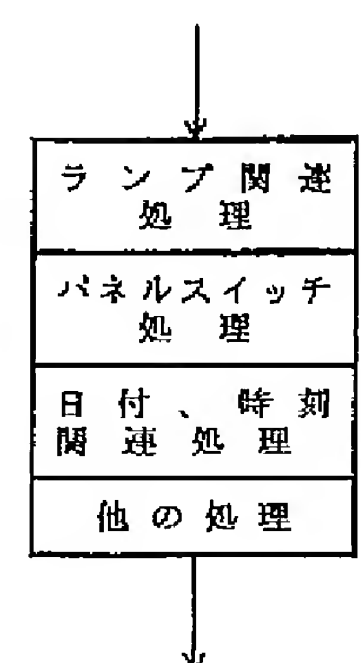 ランプ関連
処理
パネルスイッチ
処理
日付、時刻
関連処理
他の処理